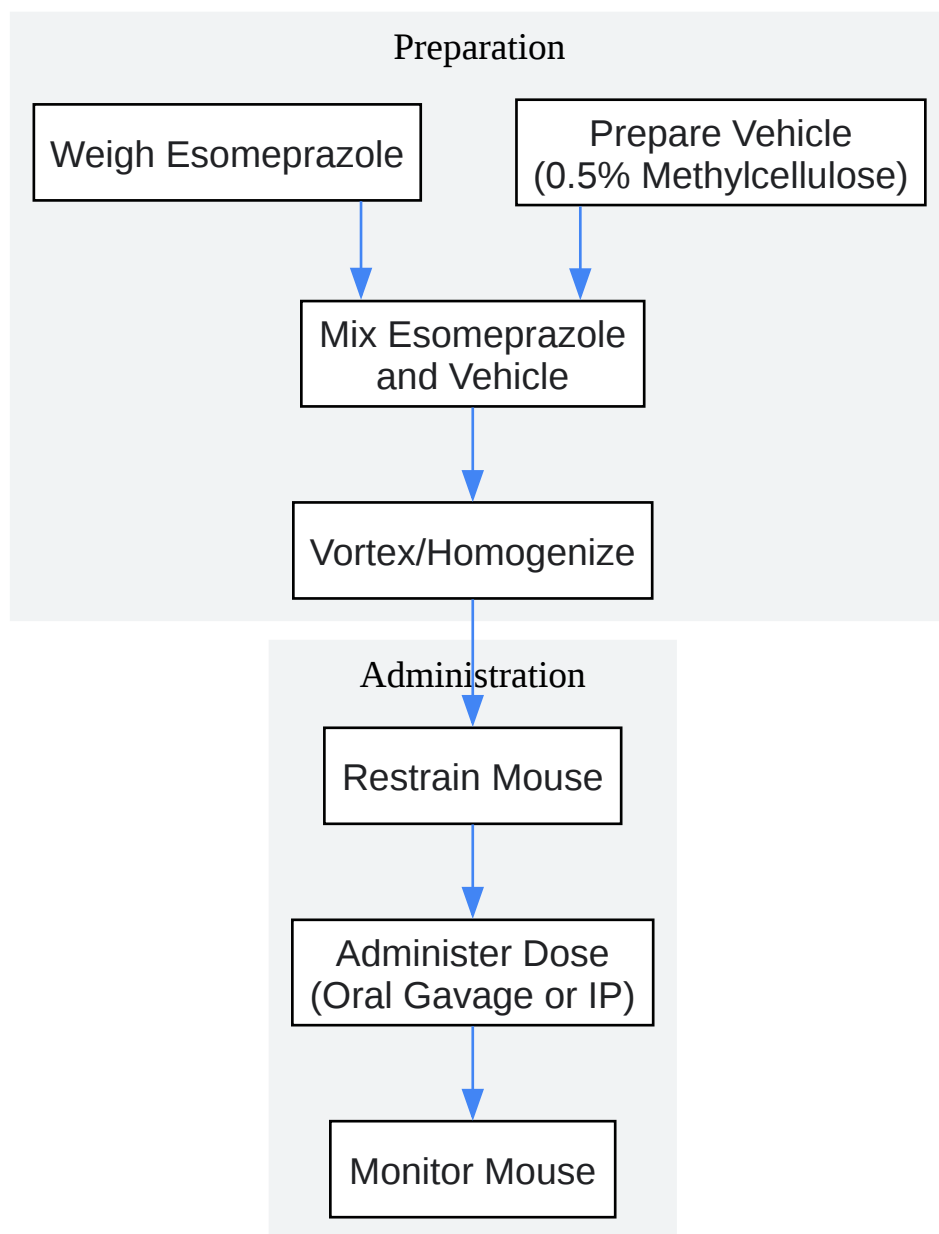 Preparation
Weigh Esomeprazole
Prepare Vehicle
(0.5% Methylcellulose)
Mix Esomeprazole
and Vehicle
Vortex/Homogenize
Administration
Restrain Mouse
Administer Dose
(Oral Gavage or IP)
Monitor Mouse